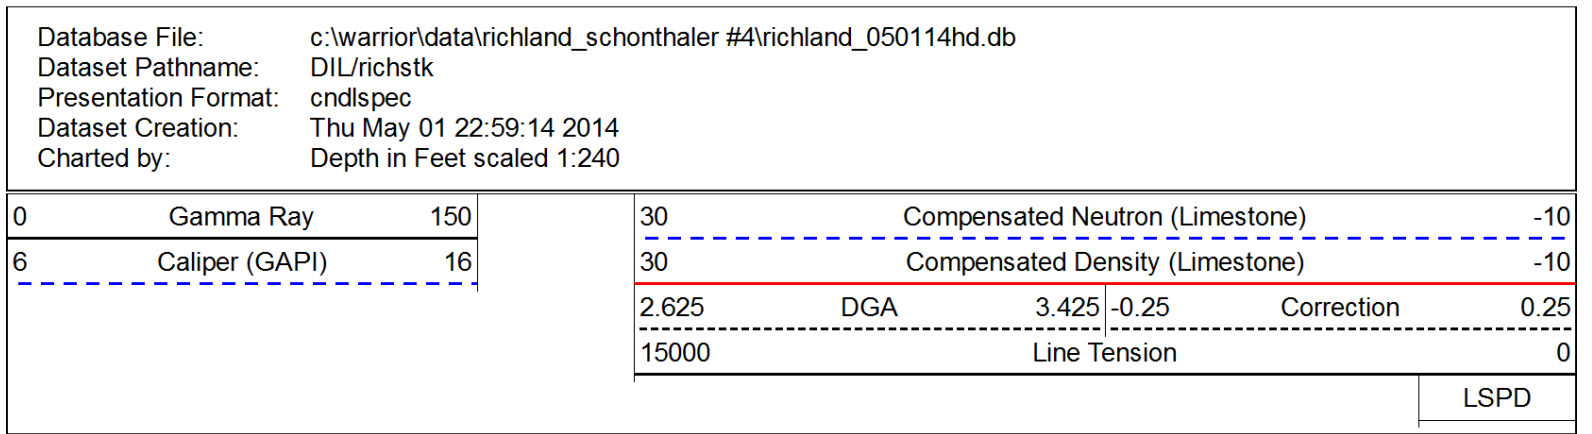 Database File: c:\warrior\data\richland_schonthaler #4\richland_050114hd.db
Dataset Pathname: DIL/richstk
Presentation Format: cndlspec
Dataset Creation: Thu May 01 22:59:14 2014
Charted by: Depth in Feet scaled 1:240
0 Gamma Ray 150 30 Compensated Neutron (Limestone) -10
6 Caliper (GAPI) 16 30 Compensated Density (Limestone) -10
2.625 DGA 3.425 -0.25 Correction 0.25
15000 Line Tension 0
LSPD